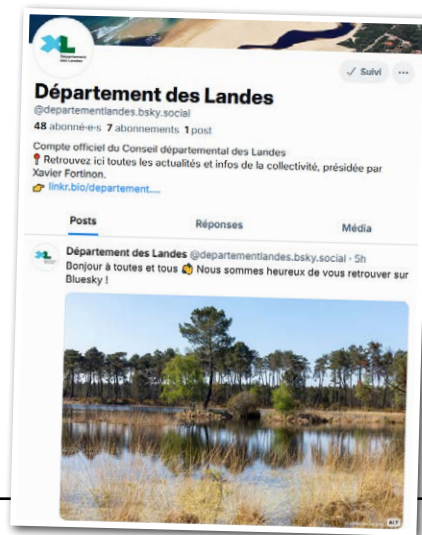 XL
Département
des Landes
✓ Suivi ...
Département des Landes
@departementlandes.bsky.social
48 abonné·e·s 7 abonnements 1 post
Compte officiel du Conseil départemental des Landes
📍 Retrouvez ici toutes les actualités et infos de la collectivité, présidée par
Xavier Fortinon.
👉 linkr.bio/departement....
Posts Réponses Média
Département des Landes @departementlandes.bsky.social · 5h
Bonjour à toutes et tous 👋 Nous sommes heureux de vous retrouver sur
Bluesky !
ALT